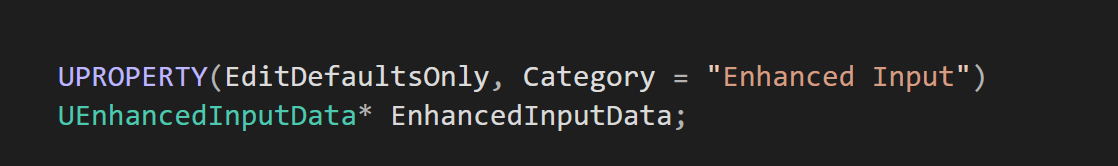 UPROPERTY(EditDefaultsOnly, Category = "Enhanced Input")
UEnhancedInputData* EnhancedInputData;